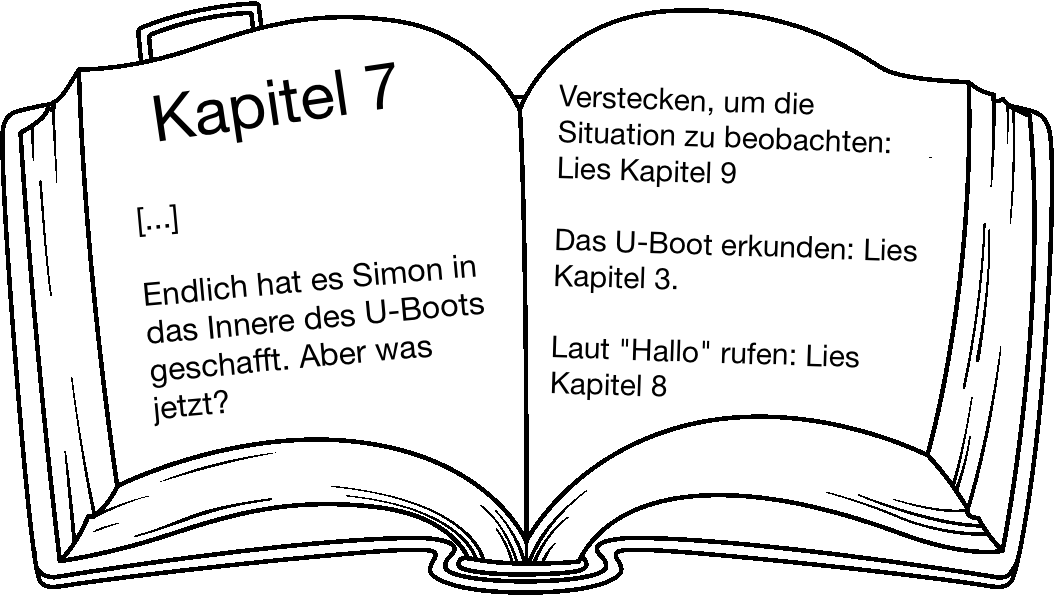 Kapitel 7
[...]
Endlich hat es Simon in
das Innere des U-Boots
geschafft. Aber was
jetzt?
Verstecken, um die
Situation zu beobachten:
Lies Kapitel 9
Das U-Boot erkunden: Lies
Kapitel 3.
Laut "Hallo" rufen: Lies
Kapitel 8